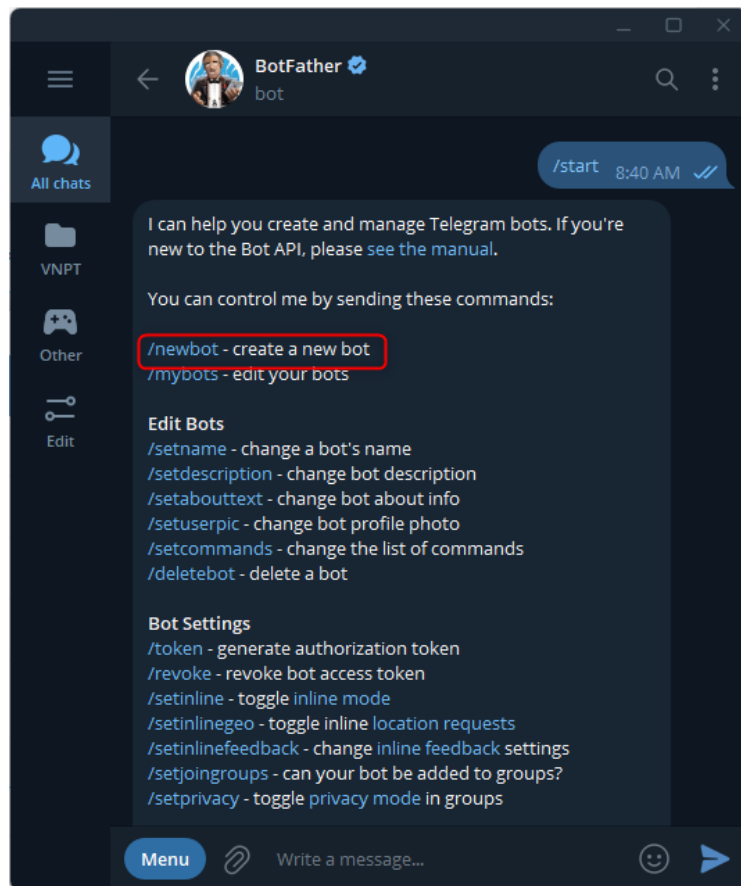 BotFather
bot
All chats
VNPT
Other
Edit
/start 8:40 AM
I can help you create and manage Telegram bots. If you're
new to the Bot API, please see the manual.
You can control me by sending these commands:
/newbot - create a new bot
/mybots - edit your bots
Edit Bots
/setname - change a bot's name
/setdescription - change bot description
/setabouttext - change bot about info
/setuserpic - change bot profile photo
/setcommands - change the list of commands
/deletebot - delete a bot
Bot Settings
/token - generate authorization token
/revoke - revoke bot access token
/setinline - toggle inline mode
/setinlinegeo - toggle inline location requests
/setinlinefeedback - change inline feedback settings
/setjoingroups - can your bot be added to groups?
/setprivacy - toggle privacy mode in groups
Menu
Write a message...